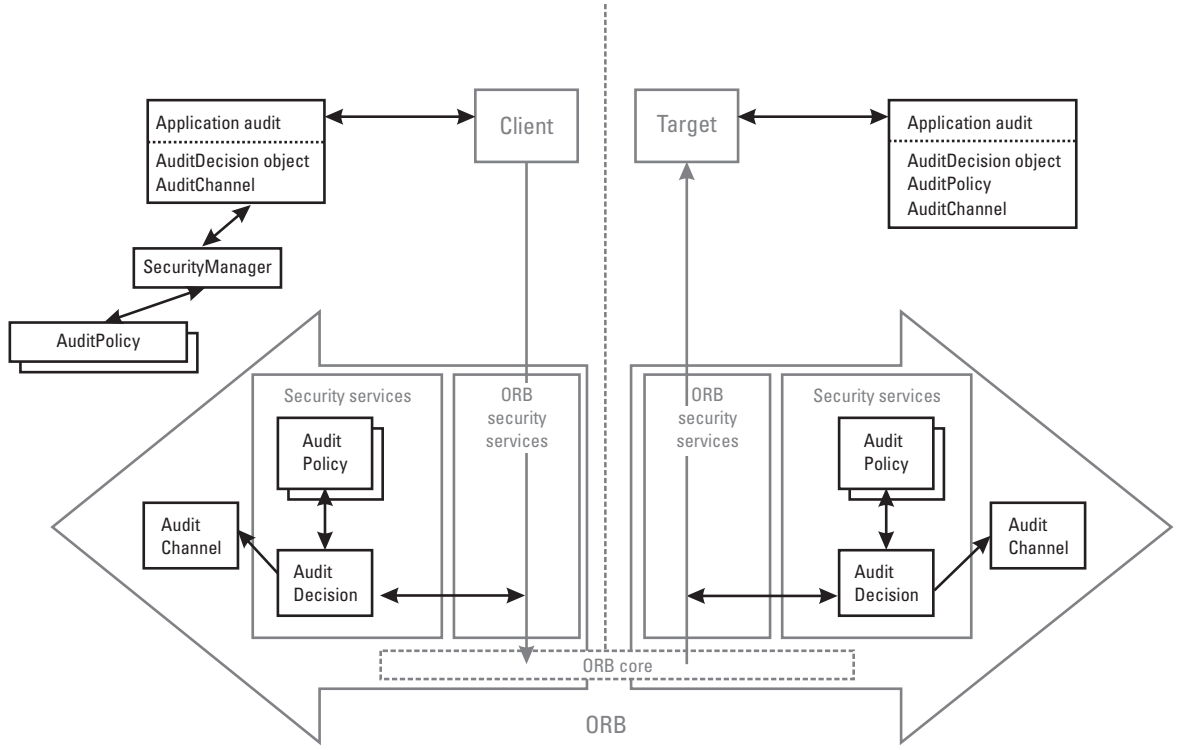 Application audit
AuditDecision object
AuditChannel
Client
Target
Application audit
AuditDecision object
AuditPolicy
AuditChannel
SecurityManager
AuditPolicy
Security services
ORB
security
services
Audit
Policy
Audit
Channel
Audit
Decision
ORB
security
services
Security services
Audit
Policy
Audit
Channel
Audit
Decision
ORB core
ORB